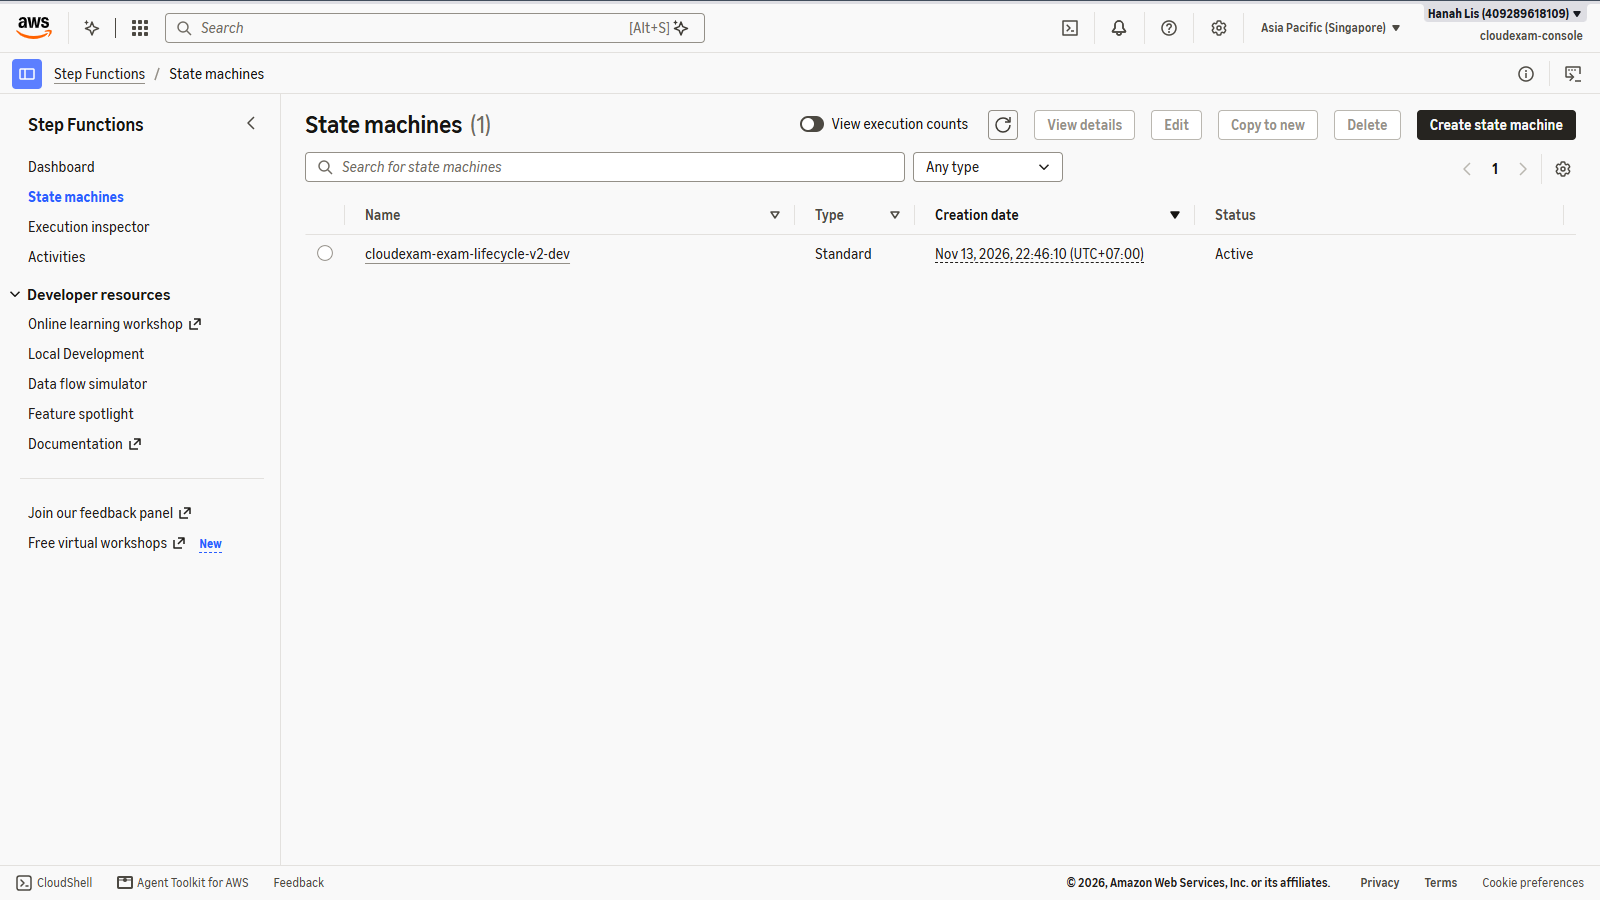 aws
Search
[Alt+S]
Asia Pacific (Singapore)
Hanah Lis (409289618109)
cloudexam-console
Step Functions / State machines
Step Functions
Dashboard
State machines
Execution inspector
Activities
Developer resources
Online learning workshop
Local Development
Data flow simulator
Feature spotlight
Documentation
Join our feedback panel
Free virtual workshops New
State machines (1)
View execution counts
View details
Edit
Copy to new
Delete
Create state machine
Search for state machines
Any type
1
Name Type Creation date Status
cloudexam-exam-lifecycle-v2-dev Standard Nov 13, 2026, 22:46:10 (UTC+07:00) Active
CloudShell
Agent Toolkit for AWS
Feedback
© 2026, Amazon Web Services, Inc. or its affiliates.
Privacy
Terms
Cookie preferences